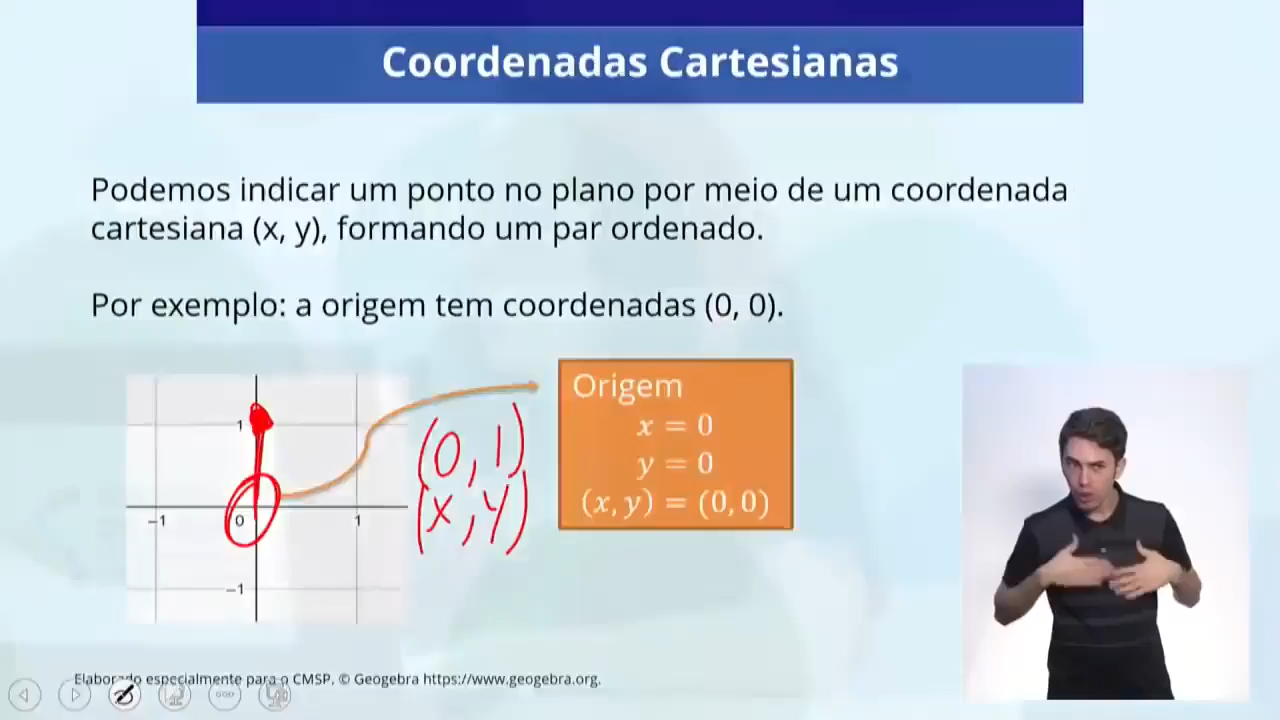 Coordenadas Cartesianas
Podemos indicar um ponto no plano por meio de um coordenada
cartesiana (x, y), formando um par ordenado.
Por exemplo: a origem tem coordenadas (0, 0).
1
−1
0
1
−1
(0, 1)
(x, y)
Origem
x = 0
y = 0
(x, y) = (0, 0)
Elaborado especialmente para o CMSP. © Geogebra https://www.geogebra.org.